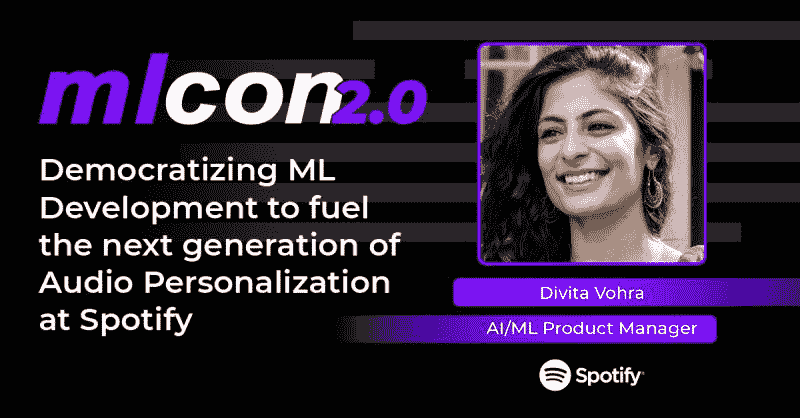 mlcon2.0
Democratizing ML
Development to fuel
the next generation of
Audio Personalization
at Spotify
Divita Vohra
AI/ML Product Manager
Spotify